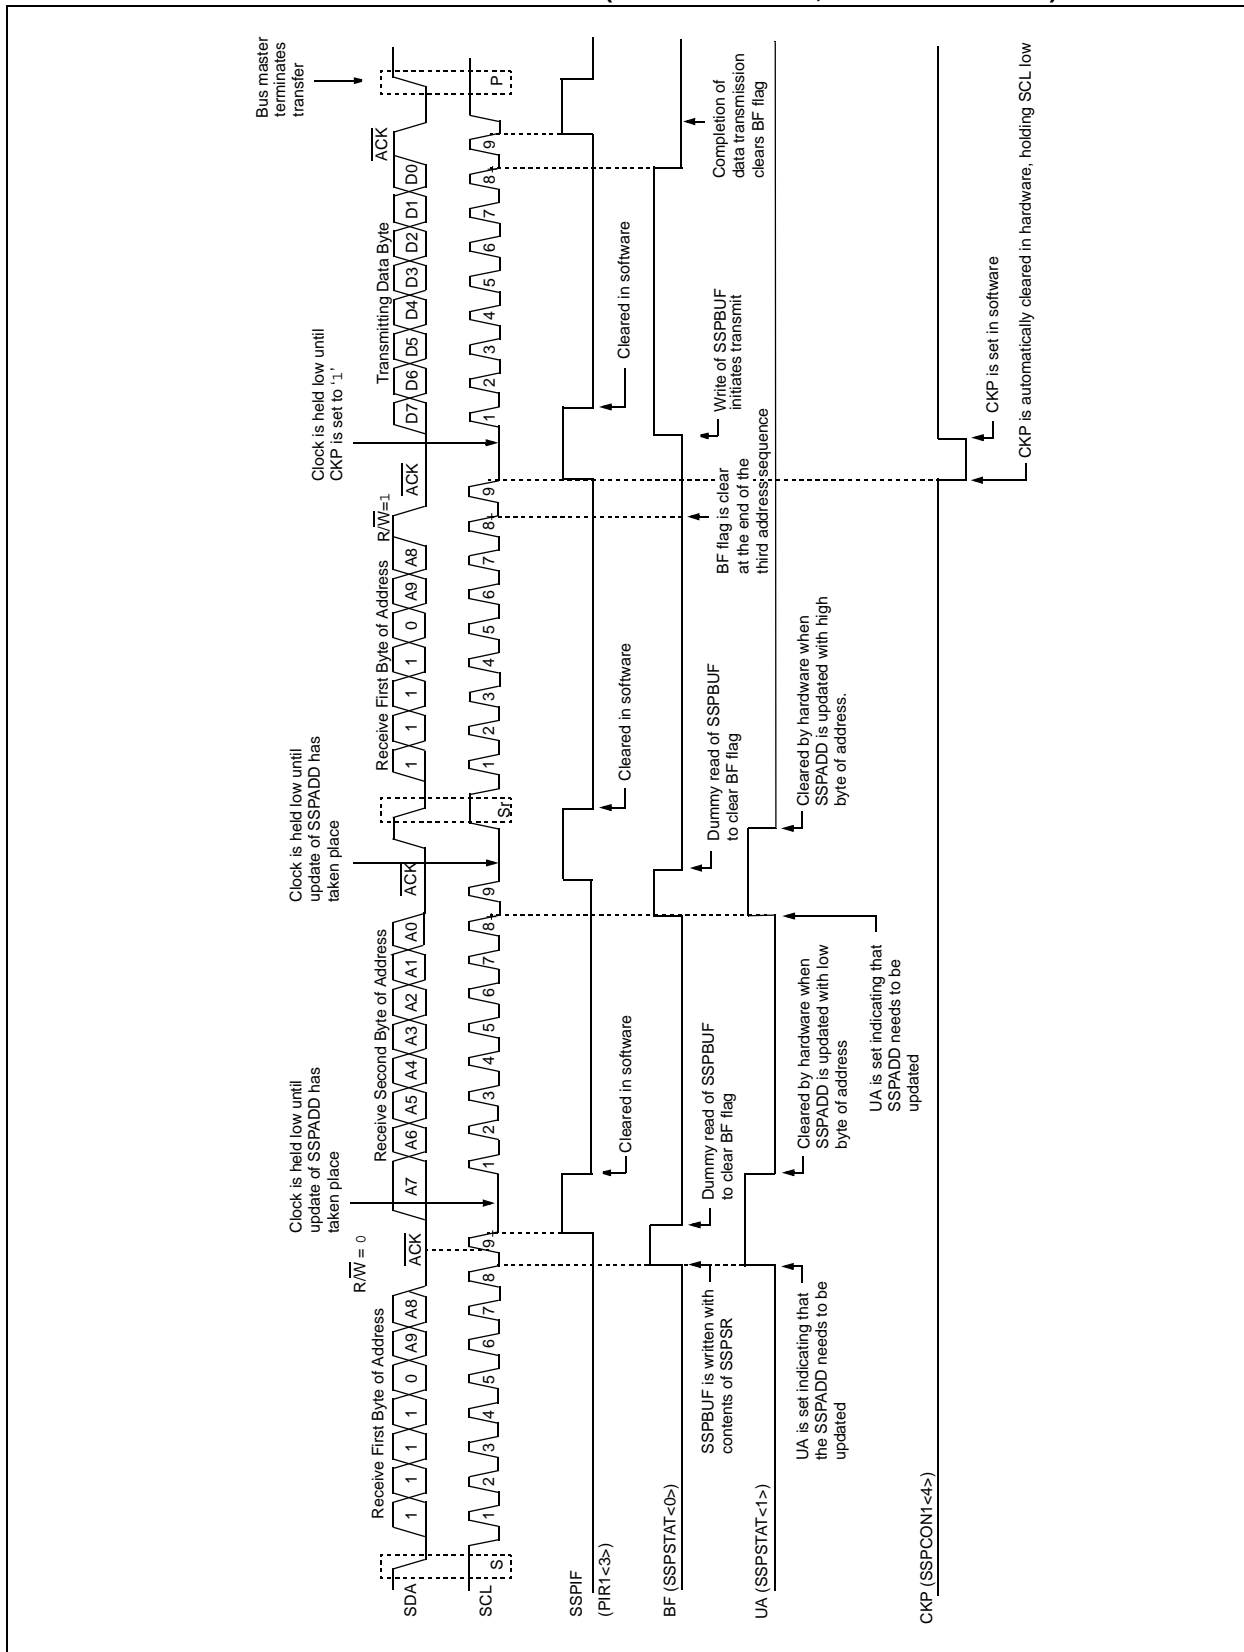 Clock is held low until
update of SSPADD has
taken place
Clock is held low until
update of SSPADD has
taken place
Clock is held low until
CKP is set to ‘1’
Bus master
terminates
transfer
R/W = 0
R/W=1
Receive First Byte of Address
Receive Second Byte of Address
Receive First Byte of Address
Transmitting Data Byte
ACK
ACK
ACK
ACK
SDA
1 1 1 1 0 A9 A8
A7 A6 A5 A4 A3 A2 A1 A0
1 1 1 1 0 A9 A8
D7 D6 D5 D4 D3 D2 D1 D0
SCL
S
1 2 3 4 5 6 7 8 9
1 2 3 4 5 6 7 8 9
Sr
1 2 3 4 5 6 7 8 9
1 2 3 4 5 6 7 8 9
P
SSPIF
(PIR1<3>)
Cleared in software
Cleared in software
Cleared in software
BF (SSPSTAT<0>)
SSPBUF is written with
contents of SSPSR
Dummy read of SSPBUF
to clear BF flag
Dummy read of SSPBUF
to clear BF flag
BF flag is clear
at the end of the
third address sequence
Write of SSPBUF
initiates transmit
Completion of
data transmission
clears BF flag
UA (SSPSTAT<1>)
UA is set indicating that
the SSPADD needs to be
updated
Cleared by hardware when
SSPADD is updated with low
byte of address
UA is set indicating that
SSPADD needs to be
updated
Cleared by hardware when
SSPADD is updated with high
byte of address.
CKP (SSPCON1<4>)
CKP is set in software
CKP is automatically cleared in hardware, holding SCL low